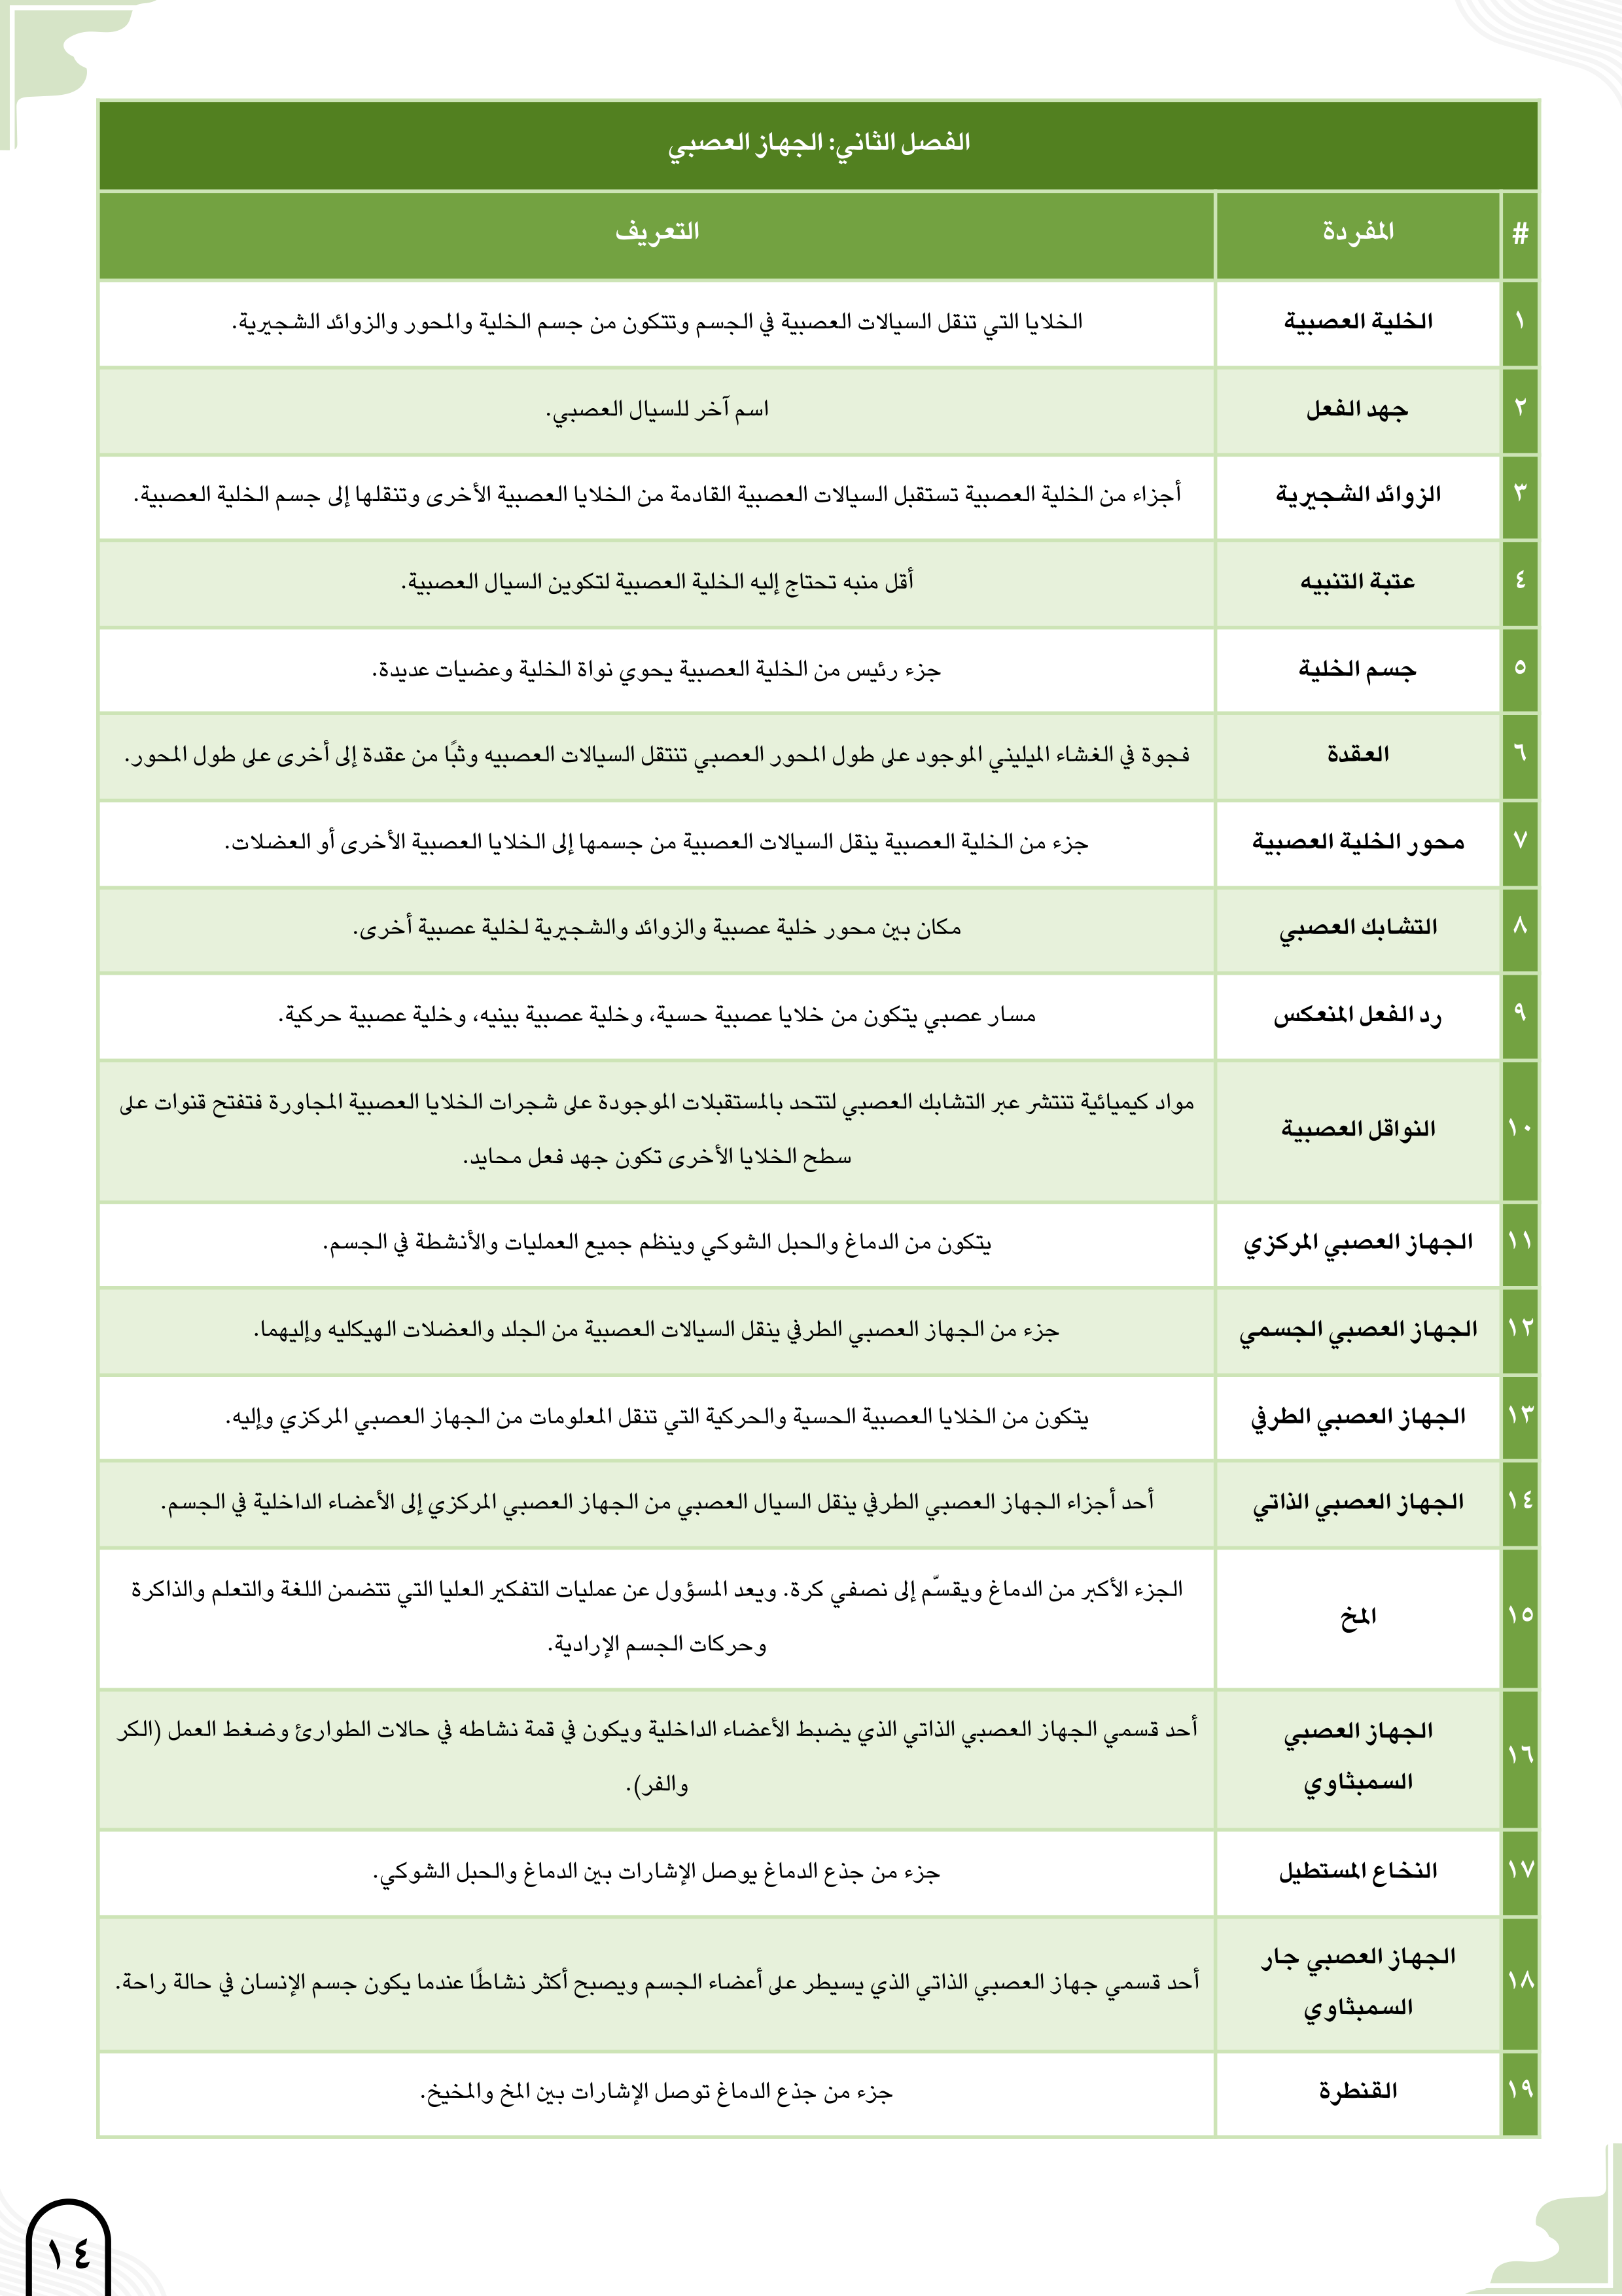 الفصل الثاني: الجهاز العصبي
# المفردة التعريف
١ الخلية العصبية الخلايا التي تنقل السيالات العصبية في الجسم وتتكون من جسم الخلية والمحور والزوائد الشجيرية.
٢ جهد الفعل اسم آخر للسيال العصبي.
٣ الزوائد الشجيرية أجزاء من الخلية العصبية تستقبل السيالات العصبية القادمة من الخلايا العصبية الأخرى وتنقلها إلى جسم الخلية العصبية.
٤ عتبة التنبيه أقل منبه تحتاج إليه الخلية العصبية لتكوين السيال العصبية.
٥ جسم الخلية جزء رئيس من الخلية العصبية يحوي نواة الخلية وعضيات عديدة.
٦ العقدة فجوة في الغشاء الميليني الموجود على طول المحور العصبي تنتقل السيالات العصبيه وثبًا من عقدة إلى أخرى على طول المحور.
٧ محور الخلية العصبية جزء من الخلية العصبية ينقل السيالات العصبية من جسمها إلى الخلايا العصبية الأخرى أو العضلات.
٨ التشابك العصبي مكان بين محور خلية عصبية والزوائد والشجيرية لخلية عصبية أخرى.
٩ رد الفعل المنعكس مسار عصبي يتكون من خلايا عصبية حسية، وخلية عصبية بينيه، وخلية عصبية حركية.
١٠ النواقل العصبية مواد كيميائية تنتشر عبر التشابك العصبي لتتحد بالمستقبلات الموجودة على شجرات الخلايا العصبية المجاورة فتفتح قنوات على
سطح الخلايا الأخرى تكون جهد فعل محايد.
١١ الجهاز العصبي المركزي يتكون من الدماغ والحبل الشوكي وينظم جميع العمليات والأنشطة في الجسم.
١٢ الجهاز العصبي الجسمي جزء من الجهاز العصبي الطرفي ينقل السيالات العصبية من الجلد والعضلات الهيكليه وإليهما.
١٣ الجهاز العصبي الطرفي يتكون من الخلايا العصبية الحسية والحركية التي تنقل المعلومات من الجهاز العصبي المركزي وإليه.
١٤ الجهاز العصبي الذاتي أحد أجزاء الجهاز العصبي الطرفي ينقل السيال العصبي من الجهاز العصبي المركزي إلى الأعضاء الداخلية في الجسم.
١٥ المخ الجزء الأكبر من الدماغ ويقسّم إلى نصفي كرة. ويعد المسؤول عن عمليات التفكير العليا التي تتضمن اللغة والتعلم والذاكرة
وحركات الجسم الإرادية.
١٦ الجهاز العصبي
السمبثاوي أحد قسمي الجهاز العصبي الذاتي الذي يضبط الأعضاء الداخلية ويكون في قمة نشاطه في حالات الطوارئ وضغط العمل (الكر
والفر).
١٧ النخاع المستطيل جزء من جذع الدماغ يوصل الإشارات بين الدماغ والحبل الشوكي.
١٨ الجهاز العصبي جار
السمبثاوي أحد قسمي جهاز العصبي الذاتي الذي يسيطر على أعضاء الجسم ويصبح أكثر نشاطًا عندما يكون جسم الإنسان في حالة راحة.
١٩ القنطرة جزء من جذع الدماغ توصل الإشارات بين المخ والمخيخ.
١٤